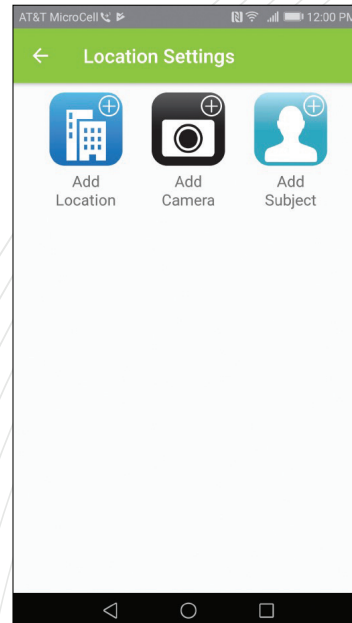 AT&T MicroCell 12:00 PM
Location Settings
Add Add Add
Location Camera Subject